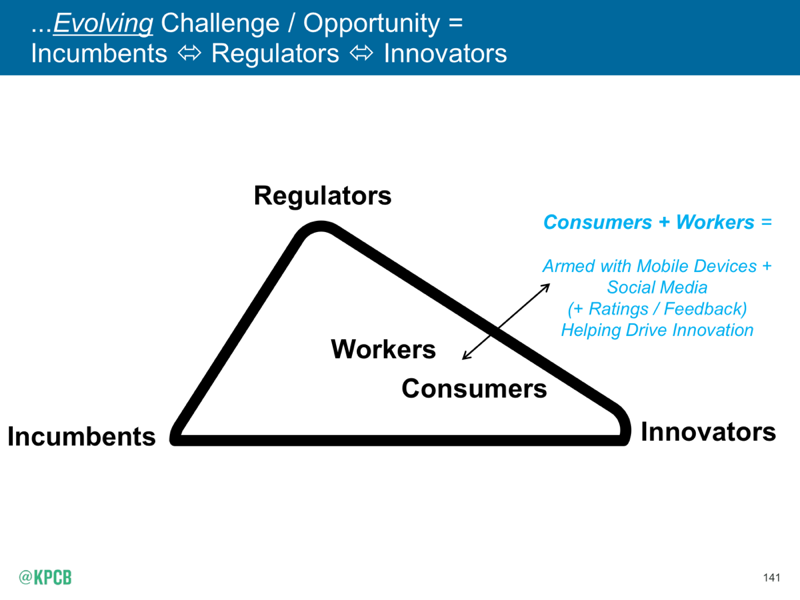 ...Evolving Challenge / Opportunity =
Incumbents ⬄ Regulators ⬄ Innovators
Regulators
Consumers + Workers =
Armed with Mobile Devices +
Social Media
(+ Ratings / Feedback)
Helping Drive Innovation
Workers
Consumers
Incumbents
Innovators
@KPCB
141